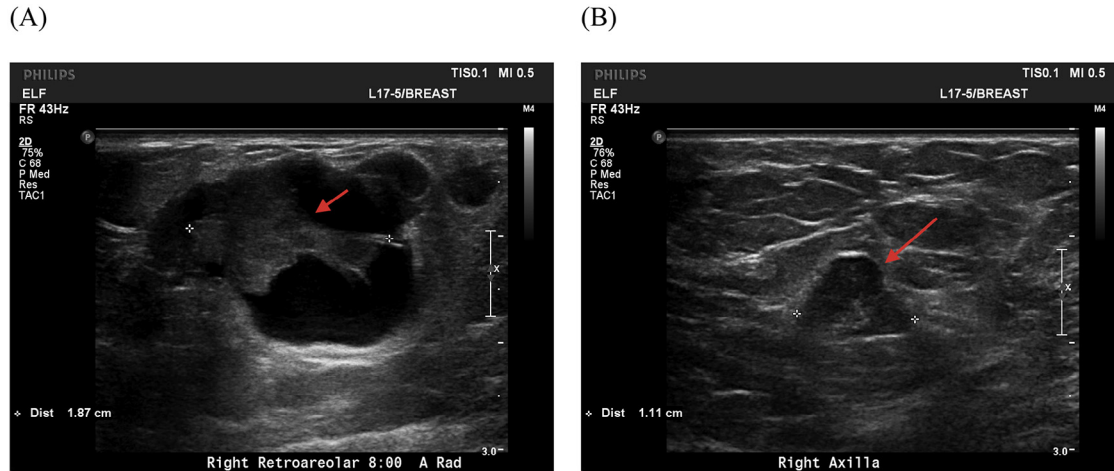 (A)
PHILIPS
TIS0.1 MI 0.5
ELF
L17-5/BREAST
FR 43Hz
RS
M4
P
2D
75%
C 68
P Med
Res
TAC1
X
Dist 1.87 cm
3.0
Right Retroareolar 8:00 A Rad
(B)
PHILIPS
TIS0.1 MI 0.5
ELF
L17-5/BREAST
FR 43Hz
RS
M4
P
2D
76%
C 68
P Med
Res
TAC1
X
Dist 1.11 cm
3.0
Right Axilla